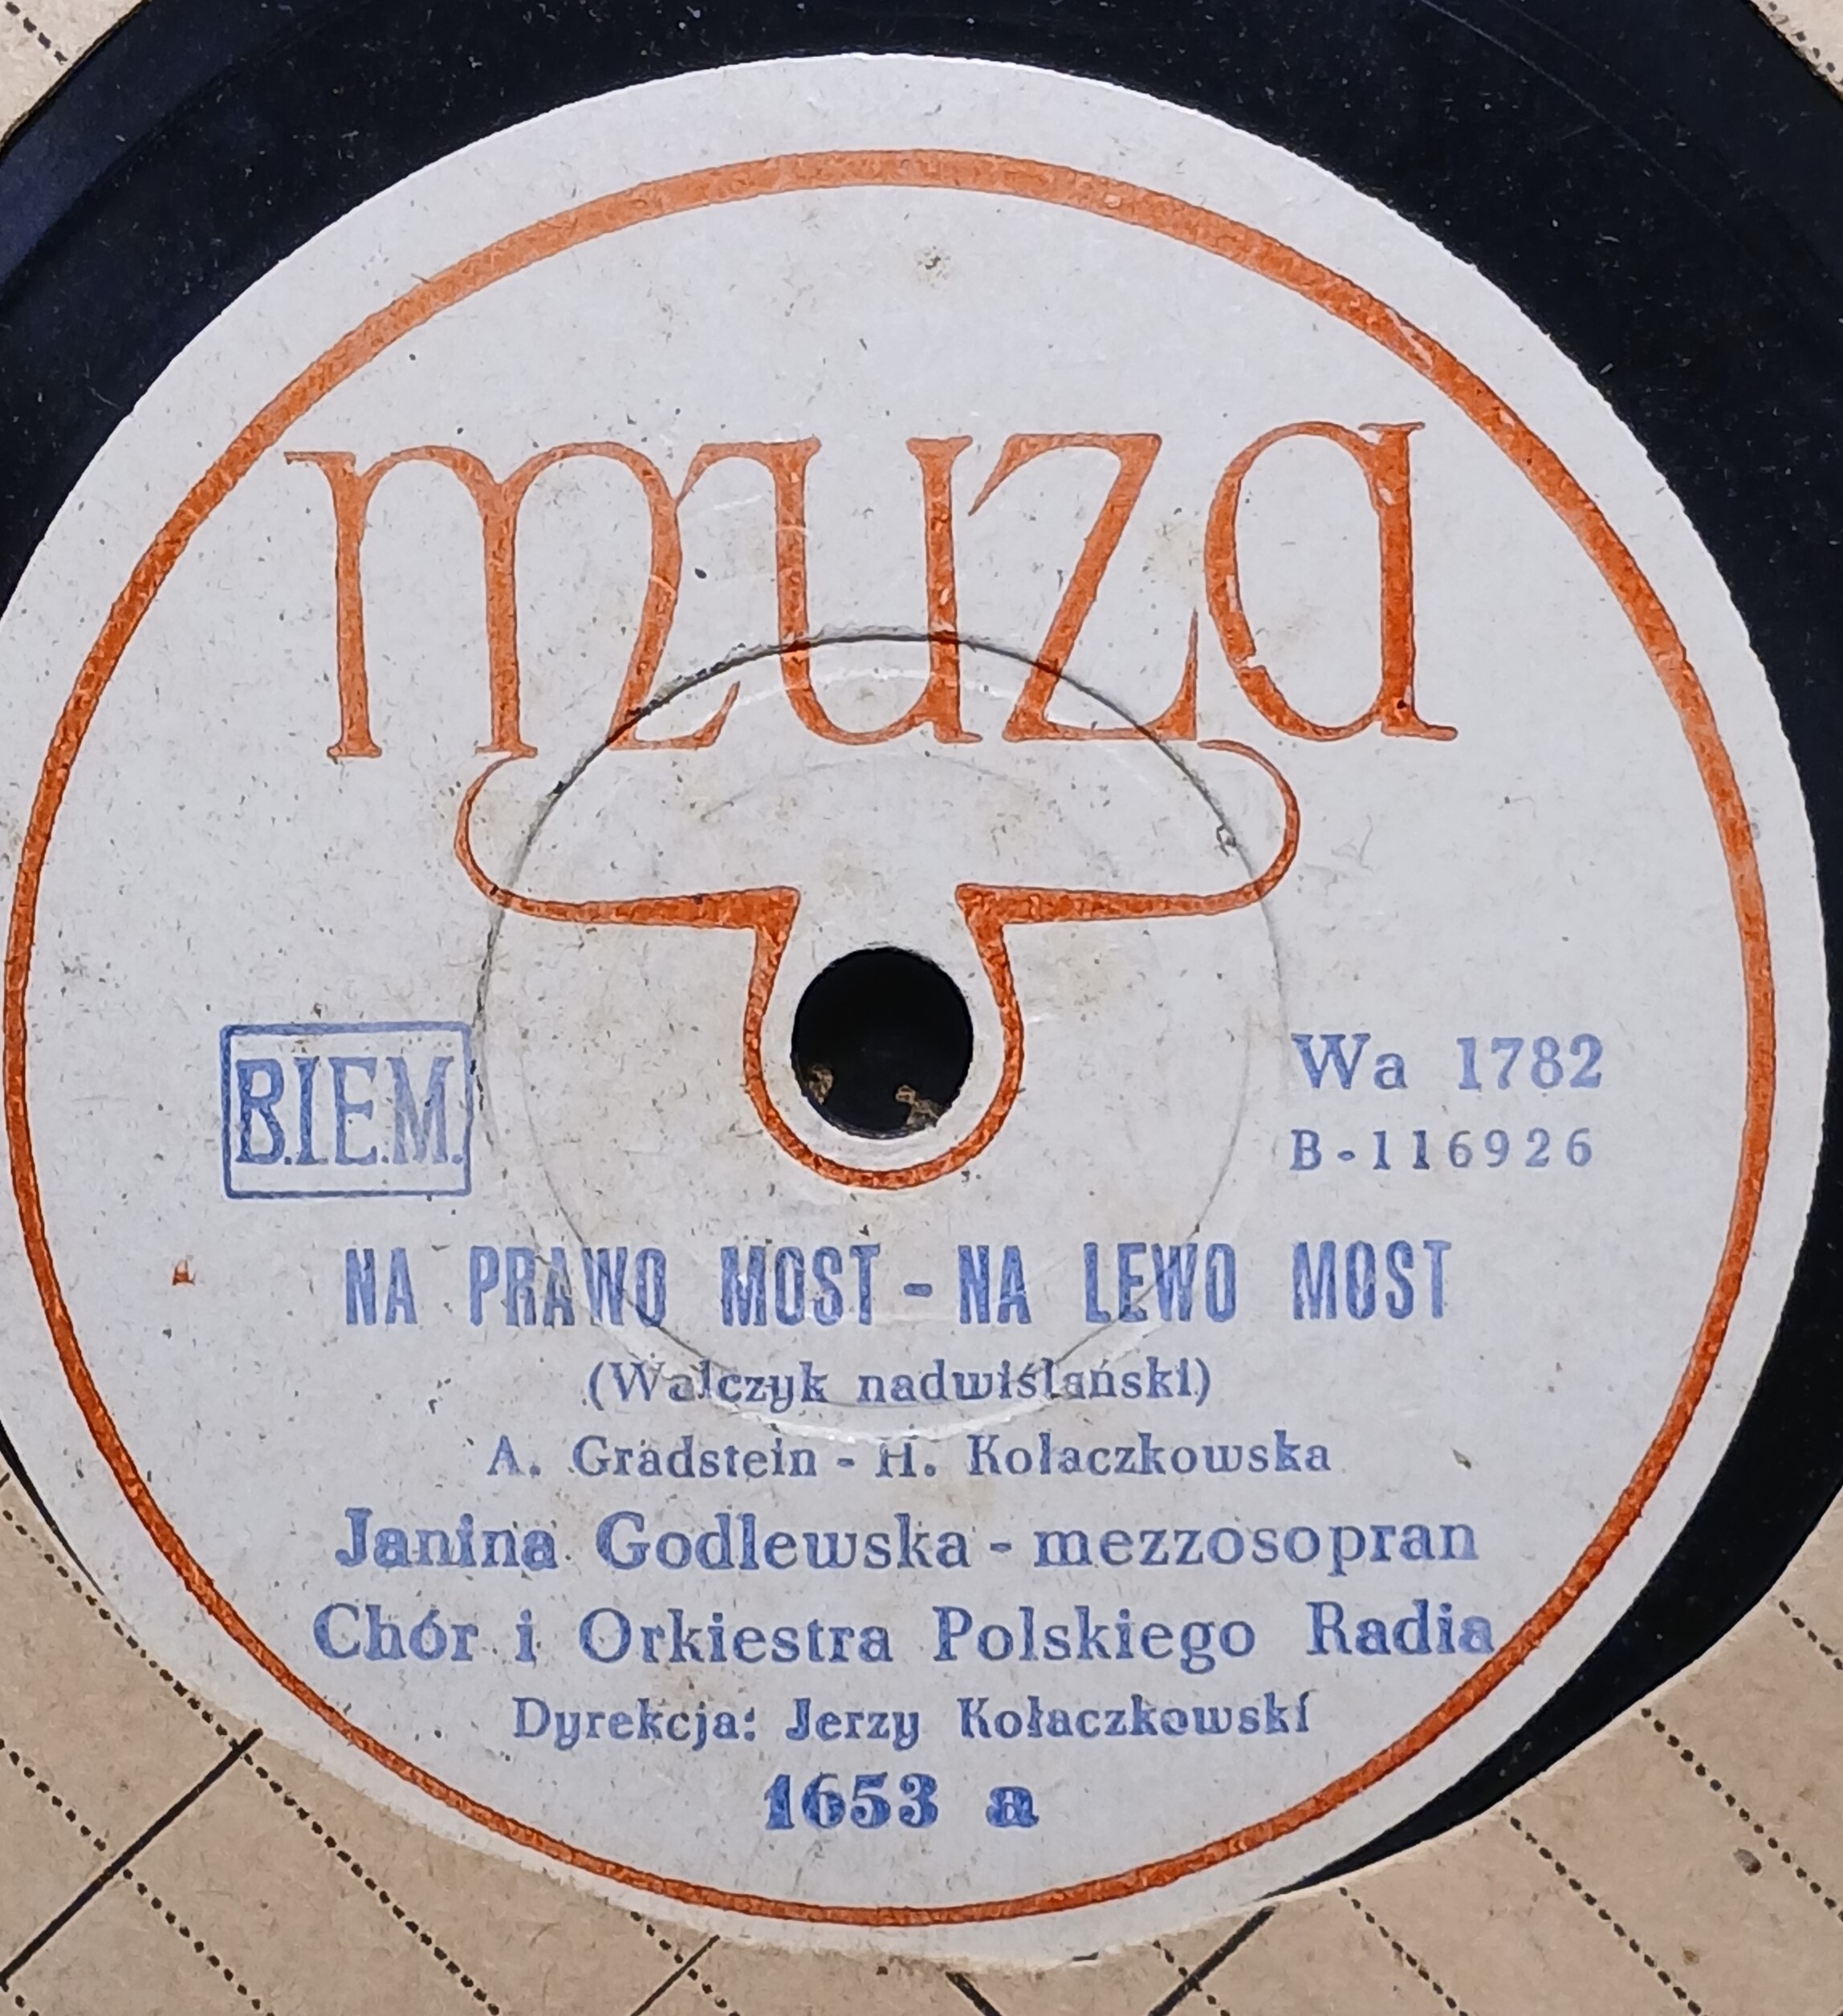 muza
B.I.E.M.
Wa 1782
B-116926
NA PRAWO MOST - NA LEWO MOST
(Walczyk nadwiślański)
A. Gradstein - H. Kołaczkowska
Janina Godlewska - mezzosopran
Chór i Orkiestra Polskiego Radia
Dyrekcja: Jerzy Kołaczkowski
1653 a